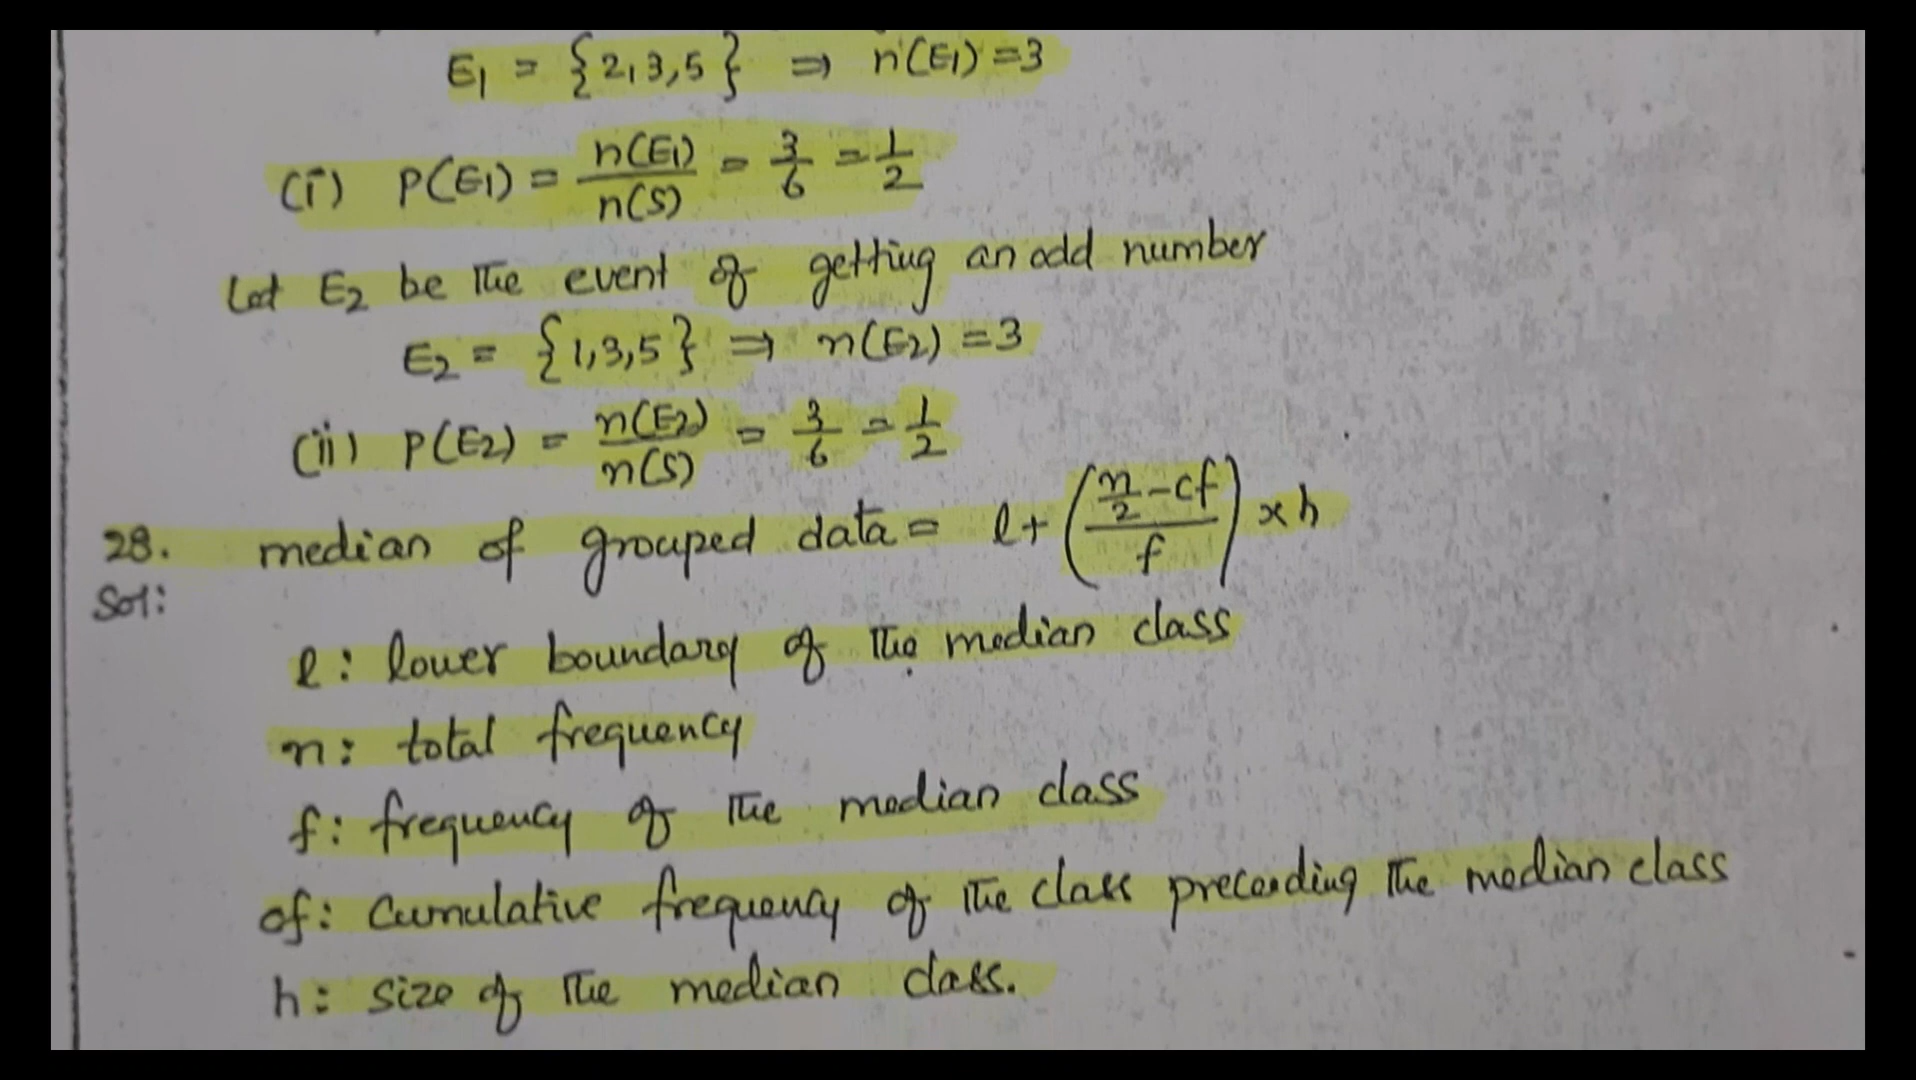 E₁ = {2,3,5} ⇒ n(E₁) = 3
(i) P(E₁) = n(E₁)/n(S) = 3/6 = 1/2
Let E₂ be the event of getting an odd number
E₂ = {1,3,5} ⇒ n(E₂) = 3
(ii) P(E₂) = n(E₂)/n(S) = 3/6 = 1/2
28. median of grouped data = l + ((n/2 - cf)/f) × h
Sol:
l: lower boundary of the median class
n: total frequency
f: frequency of the median class
cf: Cumulative frequency of the class preceeding the median class
h: size of the median class.